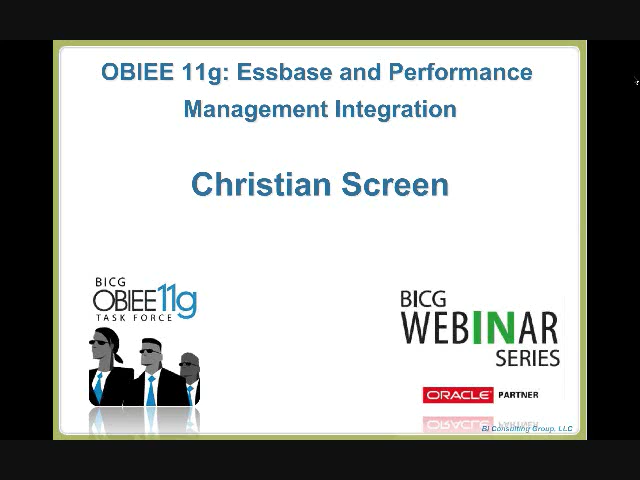 OBIEE 11g: Essbase and Performance
Management Integration
Christian Screen
BICG
OBIEE11g
TASK FORCE
BICG
WEBINAR
SERIES
ORACLE PARTNER
BI Consulting Group, LLC